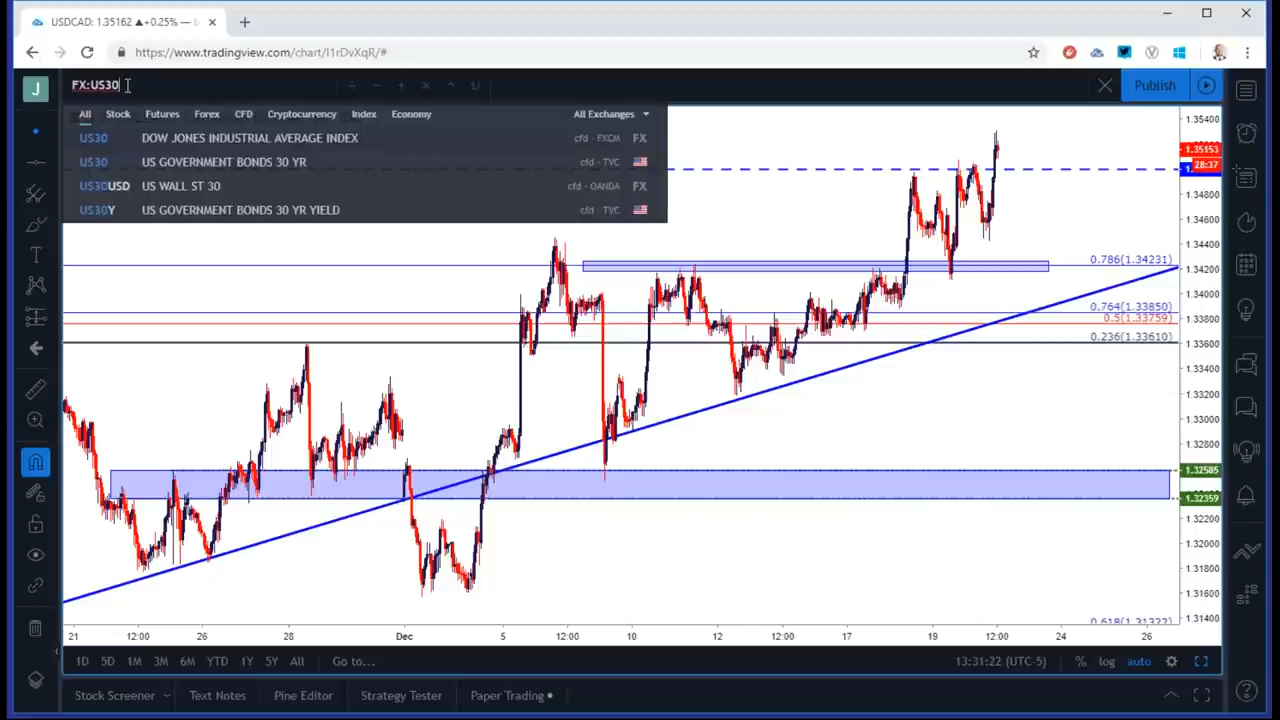 USDCAD: 1.35162 ▲+0.25% —
https://www.tradingview.com/chart/I1rDvXqR/#
J
FX:US30
Publish
All Stock Futures Forex CFD Cryptocurrency Index Economy All Exchanges
US30 DOW JONES INDUSTRIAL AVERAGE INDEX cfd - FXCM FX
US30 US GOVERNMENT BONDS 30 YR cfd - TVC
US30USD US WALL ST 30 cfd - OANDA FX
US30Y US GOVERNMENT BONDS 30 YR YIELD cfd - TVC
1.35400
1.35153
28:37
1.34800
1.34600
1.34400
0.786(1.34231)
1.34200
1.34000
0.764(1.33850)
0.5(1.33759)
1.33800
0.236(1.33610)
1.33600
1.33400
1.33200
1.33000
1.32800
1.32585
1.32359
1.32200
1.32000
1.31800
1.31600
0.618(1.31322)
1.31400
21 12:00 26 28 Dec 5 12:00 10 12 12:00 17 19 12:00 24 26
1D 5D 1M 3M 6M YTD 1Y 5Y All Go to... 13:31:22 (UTC-5) % log auto
Stock Screener Text Notes Pine Editor Strategy Tester Paper Trading